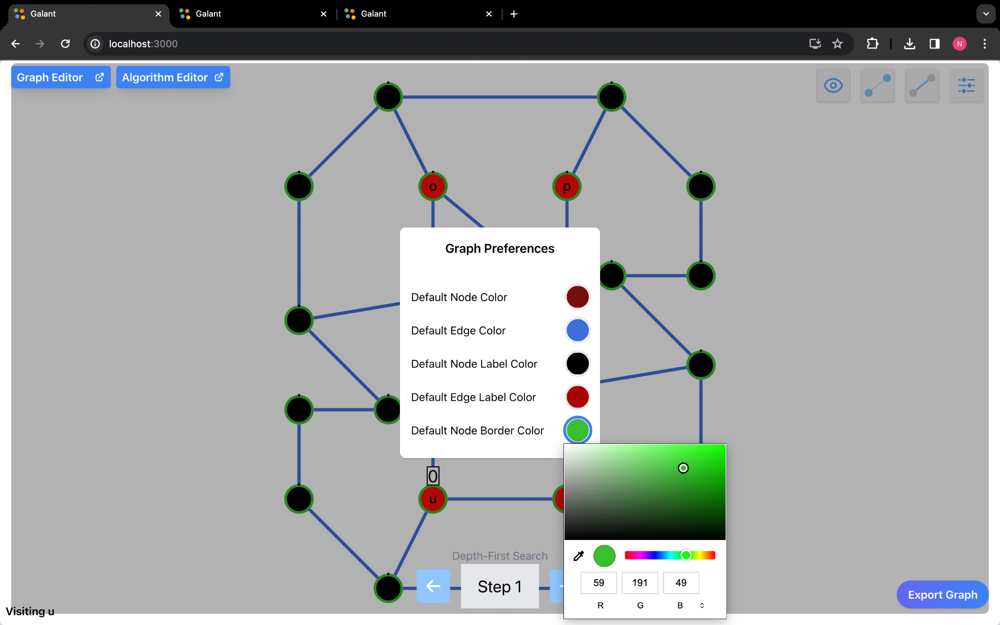 Galant
Galant
Galant
localhost:3000
N
Graph Editor
Algorithm Editor
o
p
Graph Preferences
Default Node Color
Default Edge Color
Default Node Label Color
Default Edge Label Color
Default Node Border Color
0
u
Depth-First Search
Step 1
59 191 49
R G B
Export Graph
Visiting u